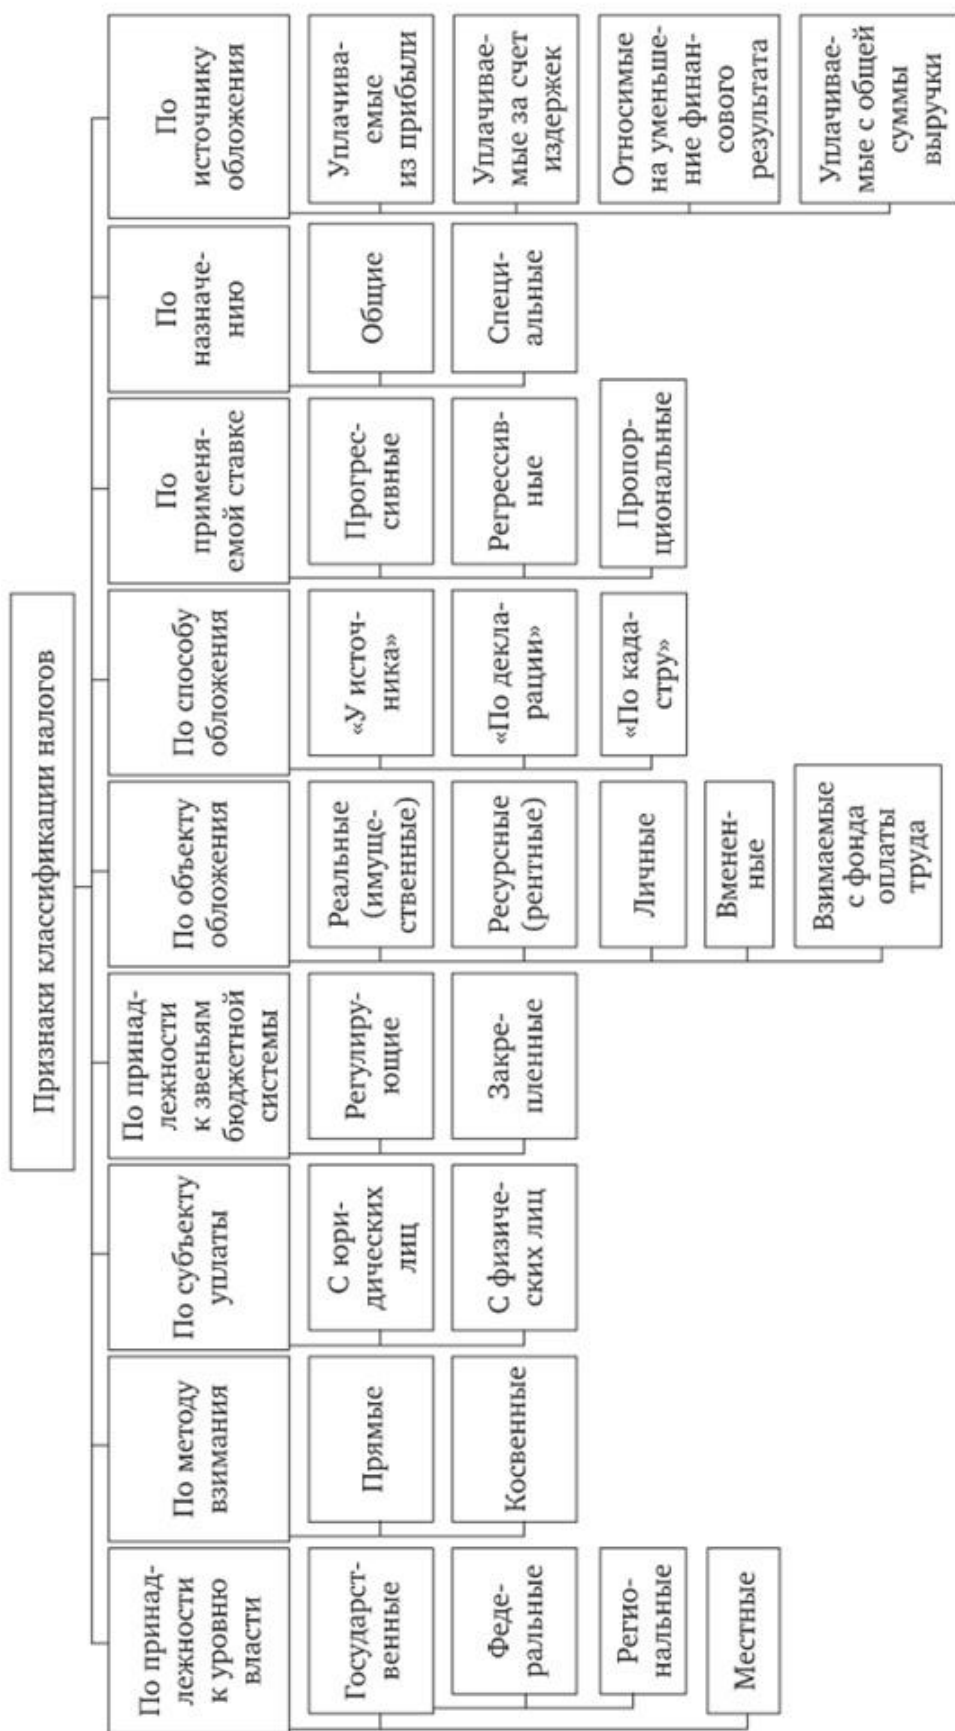 Признаки классификации налогов
По принад-
лежности
к уровню
власти
Государст-
венные
Феде-
ральные
Регио-
нальные
Местные
По методу
взимания
Прямые
Косвенные
По субъекту
уплаты
С юри-
дических
лиц
С физиче-
ских лиц
По принад-
лежности
к звеньям
бюджетной
системы
Регулиру-
ющие
Закре-
пленные
По объекту
обложения
Реальные
(имуще-
ственные)
Ресурсные
(рентные)
Личные
Вменен-
ные
Взимаемые
с фонда
оплаты
труда
По способу
обложения
«У источ-
ника»
«По декла-
рации»
«По када-
стру»
По
применя-
емой ставке
Прогрес-
сивные
Регрессив-
ные
Пропор-
циональные
По
назначе-
нию
Общие
Специ-
альные
По
источнику
обложения
Уплачива-
емые
из прибыли
Уплачивае-
мые за счет
издержек
Относимые
на уменьше-
ние финан-
сового
результата
Уплачивае-
мые с общей
суммы
выручки